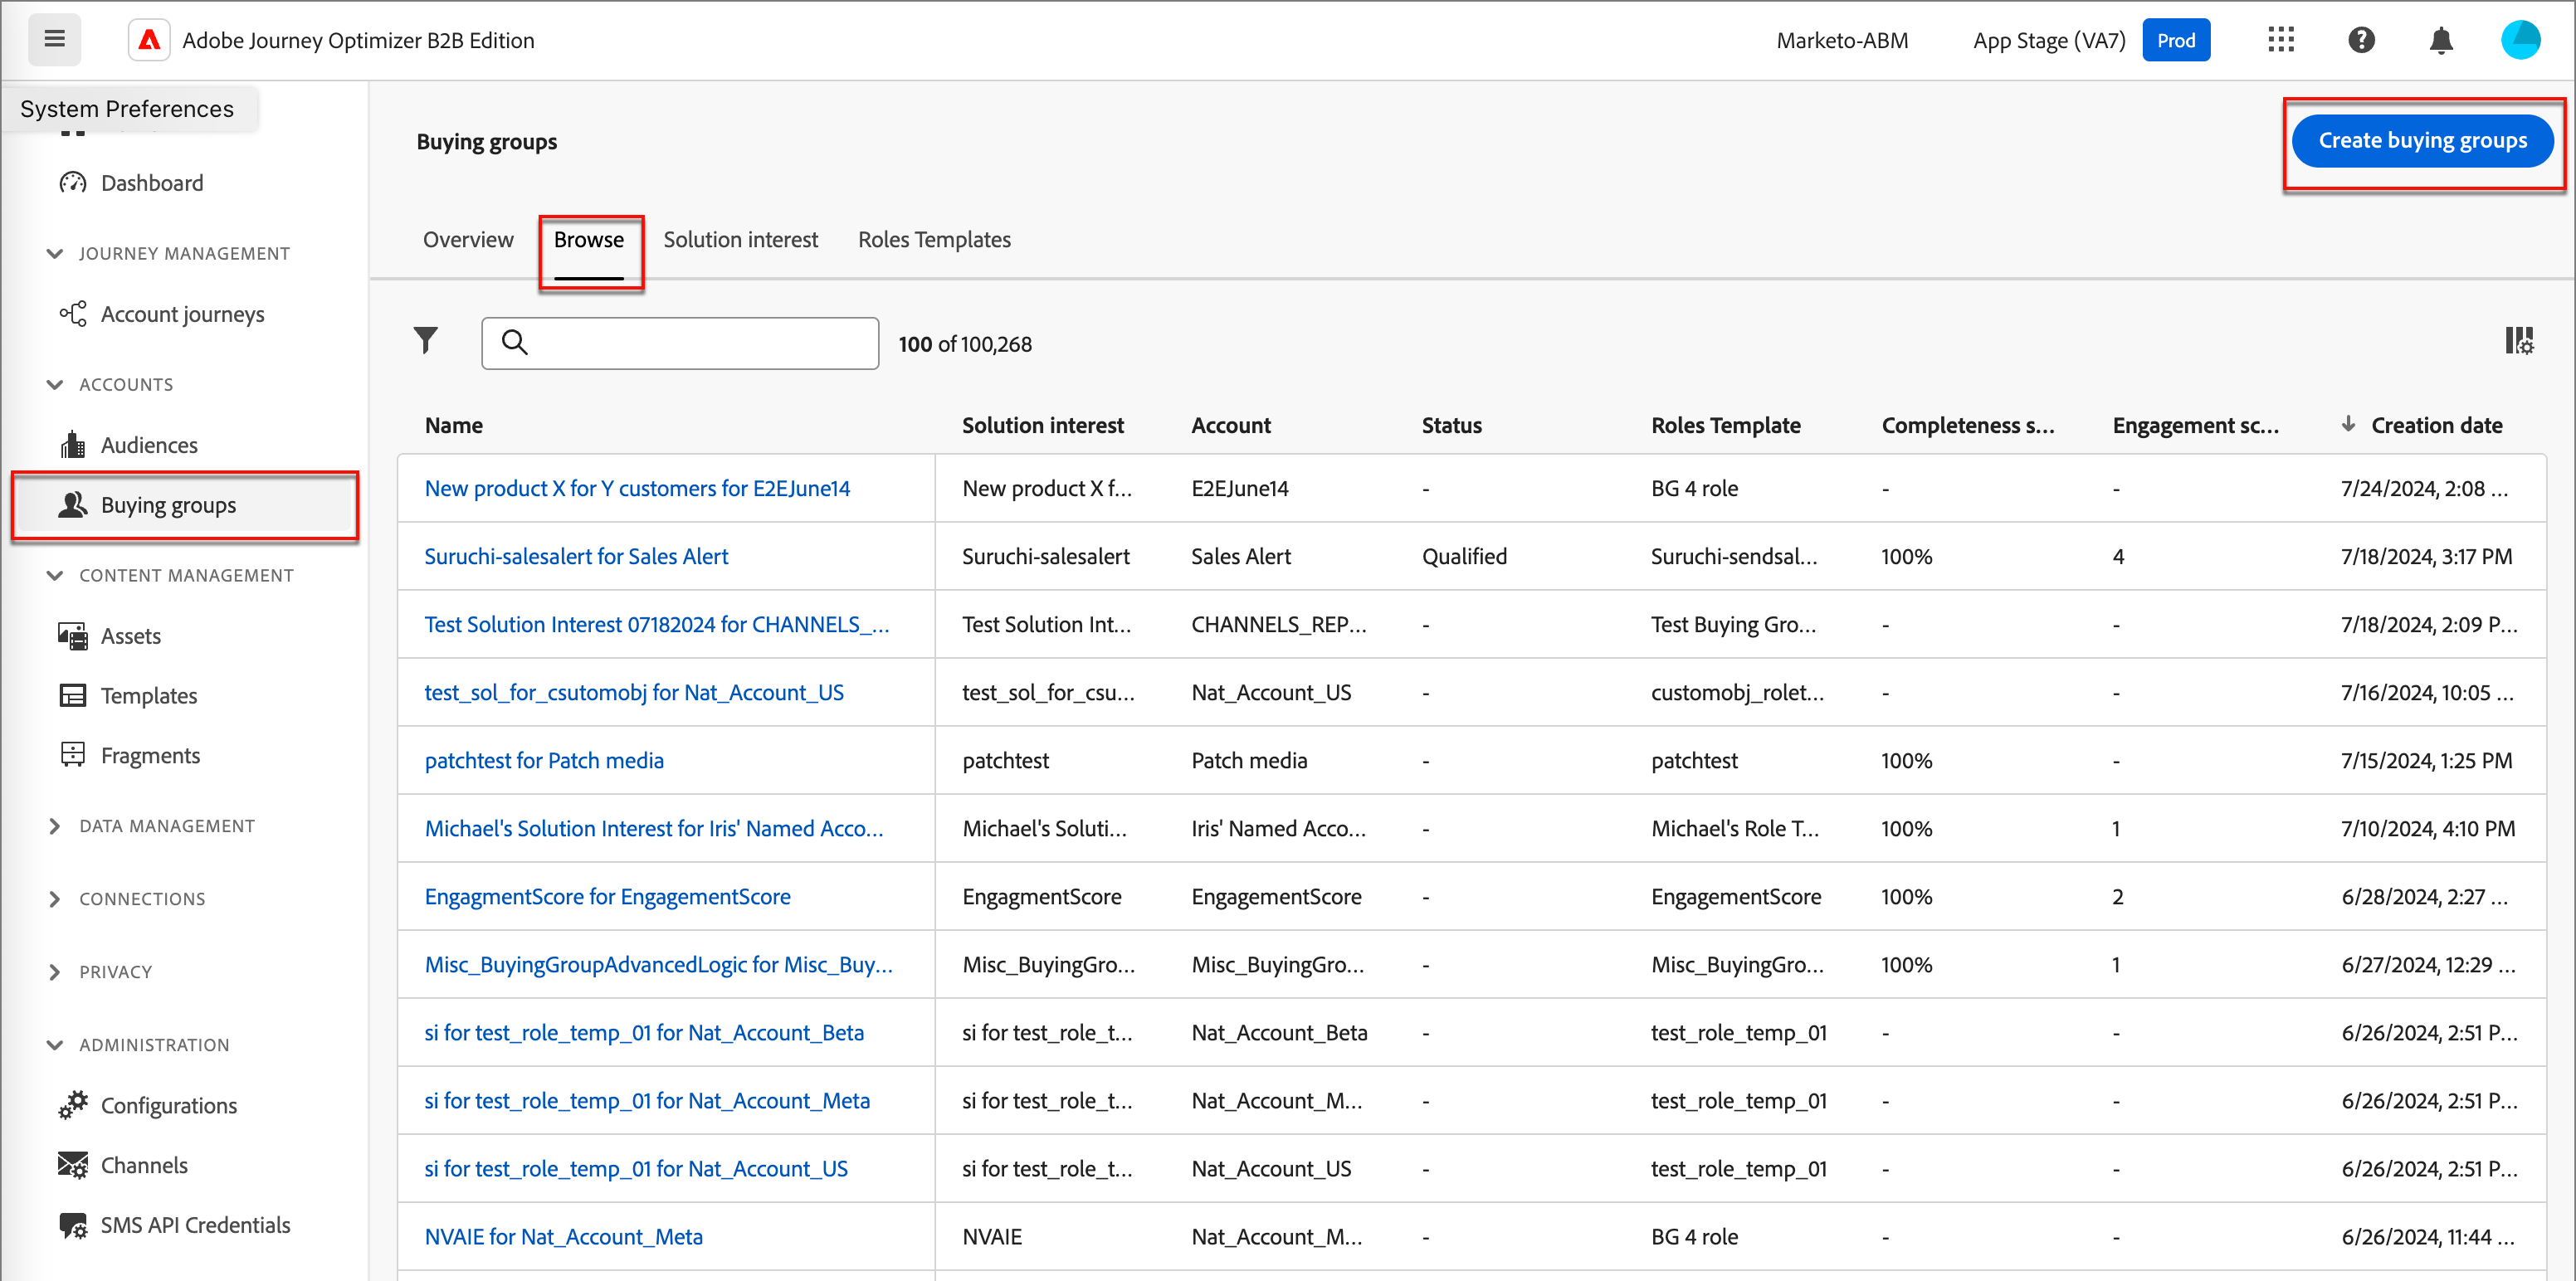 Adobe Journey Optimizer B2B Edition Marketo-ABM App Stage (VA7) Prod
System Preferences
Dashboard
JOURNEY MANAGEMENT
Account journeys
ACCOUNTS
Audiences
Buying groups
CONTENT MANAGEMENT
Assets
Templates
Fragments
DATA MANAGEMENT
CONNECTIONS
PRIVACY
ADMINISTRATION
Configurations
Channels
SMS API Credentials
Buying groups
Create buying groups
Overview Browse Solution interest Roles Templates
100 of 100,268
Name Solution interest Account Status Roles Template Completeness s... Engagement sc... Creation date
New product X for Y customers for E2EJune14 New product X f... E2EJune14 - BG 4 role - - 7/24/2024, 2:08 ...
Suruchi-salesalert for Sales Alert Suruchi-salesalert Sales Alert Qualified Suruchi-sendsal... 100% 4 7/18/2024, 3:17 PM
Test Solution Interest 07182024 for CHANNELS_... Test Solution Int... CHANNELS_REP... - Test Buying Gro... - - 7/18/2024, 2:09 P...
test_sol_for_csutomobj for Nat_Account_US test_sol_for_csu... Nat_Account_US - customobj_rolet... - - 7/16/2024, 10:05 ...
patchtest for Patch media patchtest Patch media - patchtest 100% - 7/15/2024, 1:25 PM
Michael's Solution Interest for Iris' Named Acco... Michael's Soluti... Iris' Named Acco... - Michael's Role T... 100% 1 7/10/2024, 4:10 PM
EngagmentScore for EngagementScore EngagmentScore EngagementScore - EngagementScore 100% 2 6/28/2024, 2:27 ...
Misc_BuyingGroupAdvancedLogic for Misc_Buy... Misc_BuyingGro... Misc_BuyingGro... - Misc_BuyingGro... 100% 1 6/27/2024, 12:29 ...
si for test_role_temp_01 for Nat_Account_Beta si for test_role_t... Nat_Account_Beta - test_role_temp_01 - - 6/26/2024, 2:51 P...
si for test_role_temp_01 for Nat_Account_Meta si for test_role_t... Nat_Account_M... - test_role_temp_01 - - 6/26/2024, 2:51 P...
si for test_role_temp_01 for Nat_Account_US si for test_role_t... Nat_Account_US - test_role_temp_01 - - 6/26/2024, 2:51 P...
NVAIE for Nat_Account_Meta NVAIE Nat_Account_M... - BG 4 role - - 6/26/2024, 11:44 ...